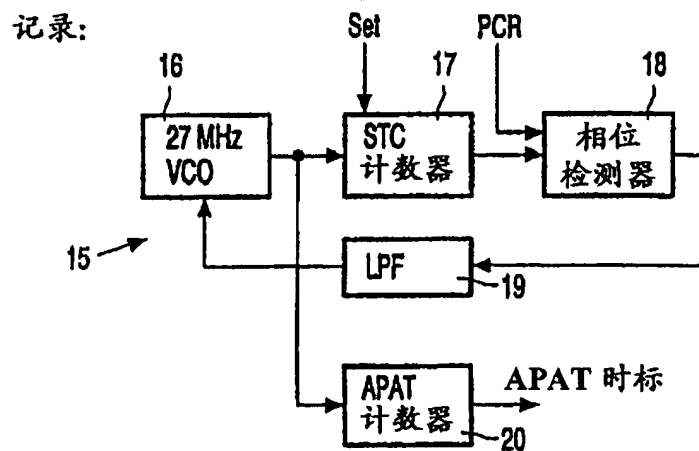 记录:
Set
PCR
16
17
18
27 MHz
VCO
STC
计数器
相位
检测器
15
LPF
19
APAT
计数器
APAT 时标
20